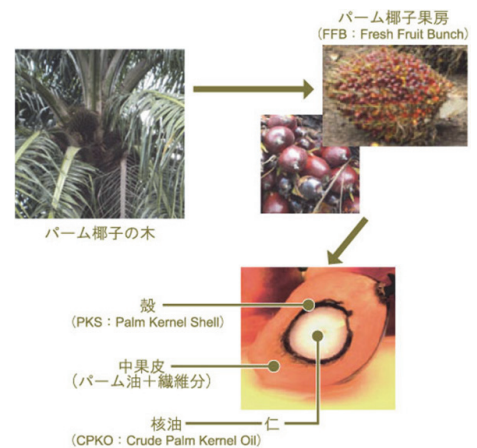 パーム椰子果房
(FFB：Fresh Fruit Bunch)
パーム椰子の木
殻
(PKS：Palm Kernel Shell)
中果皮
(パーム油＋繊維分)
核油 仁
(CPKO：Crude Palm Kernel Oil)